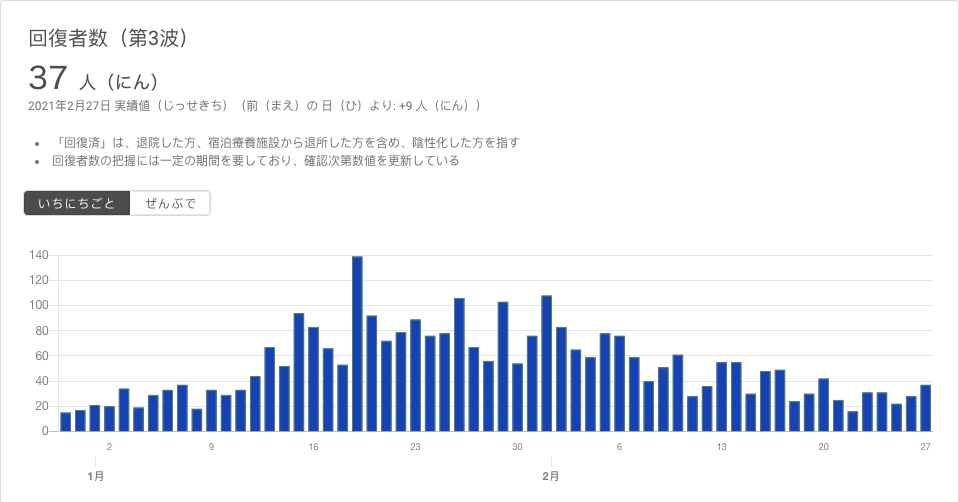 回復者数（第3波）
37 人（にん）
2021年2月27日 実績値（じっせきち）（前（まえ）の 日（ひ）より: +9 人（にん））
• 「回復済」は、退院した方、宿泊療養施設から退所した方を含め、陰性化した方を指す
• 回復者数の把握には一定の期間を要しており、確認次第数値を更新している
いちにちごと ぜんぶで
140
120
100
80
60
40
20
0
2 9 16 23 30 6 13 20 27
1月 2月